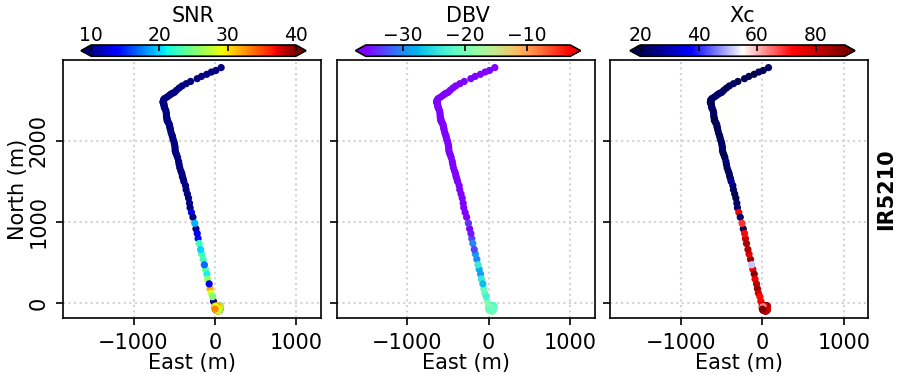 SNR DBV Xc
10 20 30 40 −30 −20 −10 20 40 60 80
North (m)
2000
1000
0
IR5210
−1000 0 1000 −1000 0 1000 −1000 0 1000
East (m) East (m) East (m)